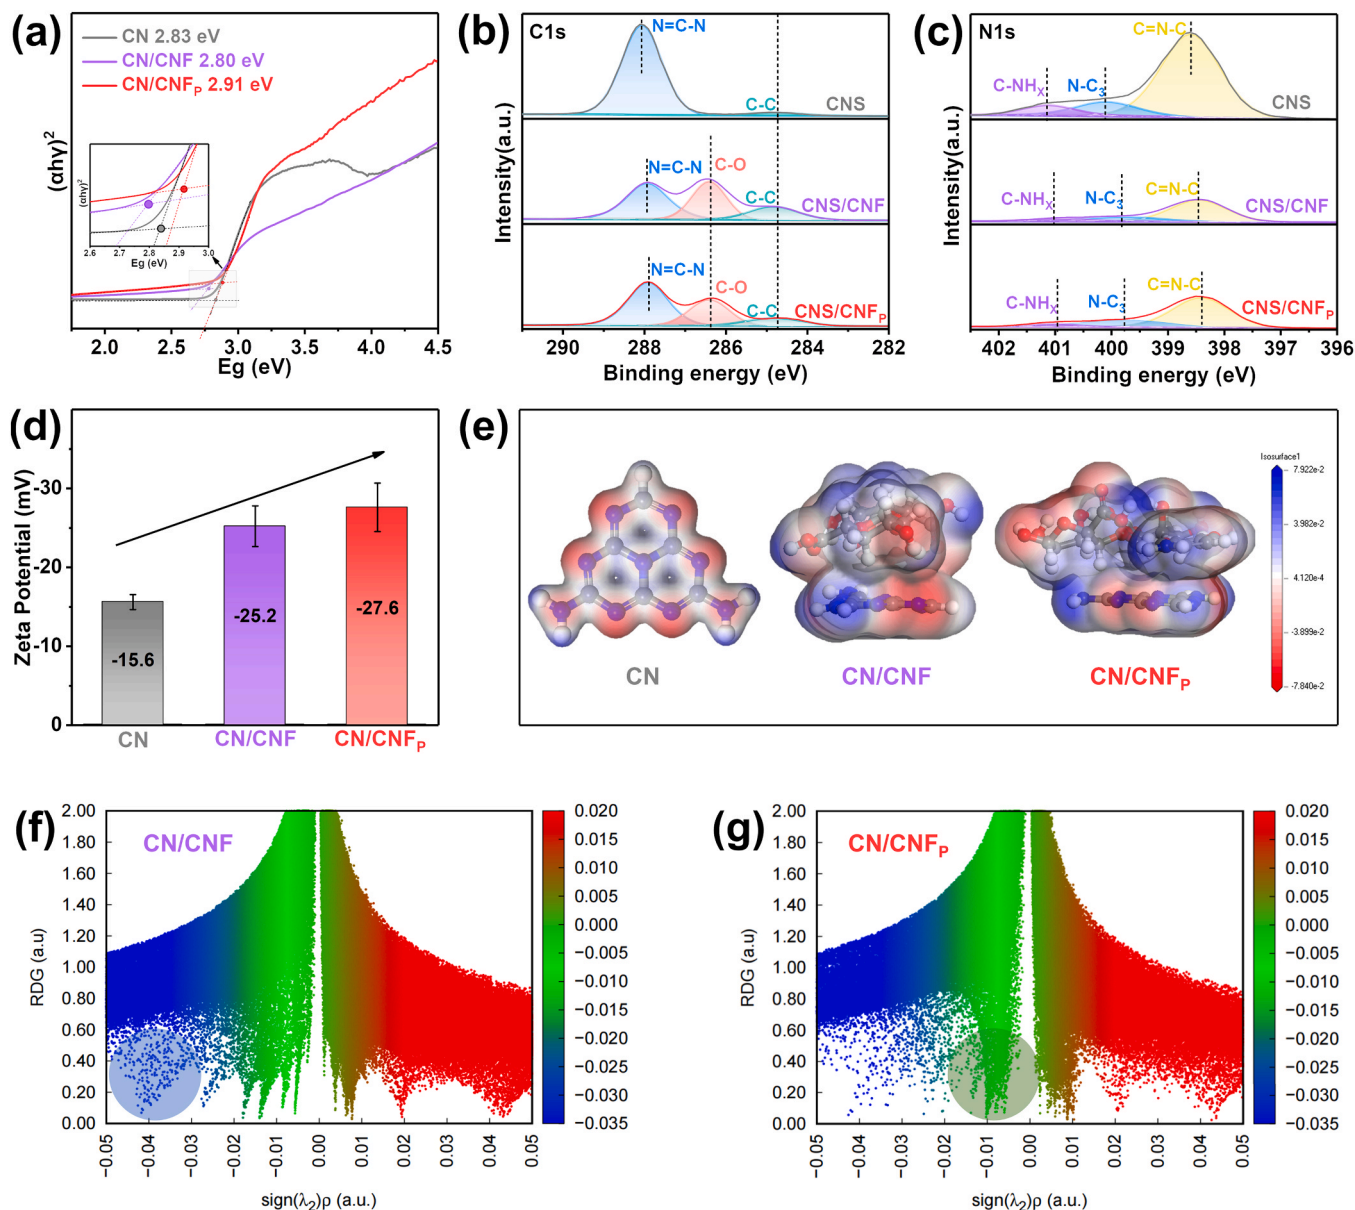 (a)
CN 2.83 eV
CN/CNF 2.80 eV
CN/CNFP 2.91 eV
(αhγ)2
(αhγ)2
2.6 2.7 2.8 2.9 3.0
Eg (eV)
2.0 2.5 3.0 3.5 4.0 4.5
Eg (eV)
(b)
C1s
N=C-N
C-C
CNS
N=C-N
C-O
C-C
CNS/CNF
N=C-N
C-O
C-C
CNS/CNFP
Intensity(a.u.)
290 288 286 284 282
Binding energy (eV)
(c)
N1s
C=N-C
C-NHX
N-C3
CNS
C=N-C
C-NHX
N-C3
CNS/CNF
C=N-C
C-NHX
N-C3
CNS/CNFP
Intensity(a.u.)
402 401 400 399 398 397 396
Binding energy (eV)
(d)
Zeta Potential (mV)
-30
-20
-10
0
-15.6
-25.2
-27.6
CN CN/CNF CN/CNFP
(e)
CN
CN/CNF
CN/CNFP
Isosurface1
7.922e-2
3.982e-2
4.120e-4
-3.899e-2
-7.840e-2
(f)
CN/CNF
RDG (a.u)
2.00
1.80
1.60
1.40
1.20
1.00
0.80
0.60
0.40
0.20
0.00
−0.05 −0.04 −0.03 −0.02 −0.01 0.00 0.01 0.02 0.03 0.04 0.05
sign(λ2)ρ (a.u.)
0.020
0.015
0.010
0.005
0.000
−0.005
−0.010
−0.015
−0.020
−0.025
−0.030
−0.035
(g)
CN/CNFP
RDG (a.u)
2.00
1.80
1.60
1.40
1.20
1.00
0.80
0.60
0.40
0.20
0.00
−0.05 −0.04 −0.03 −0.02 −0.01 0.00 0.01 0.02 0.03 0.04 0.05
sign(λ2)ρ (a.u.)
0.020
0.015
0.010
0.005
0.000
−0.005
−0.010
−0.015
−0.020
−0.025
−0.030
−0.035